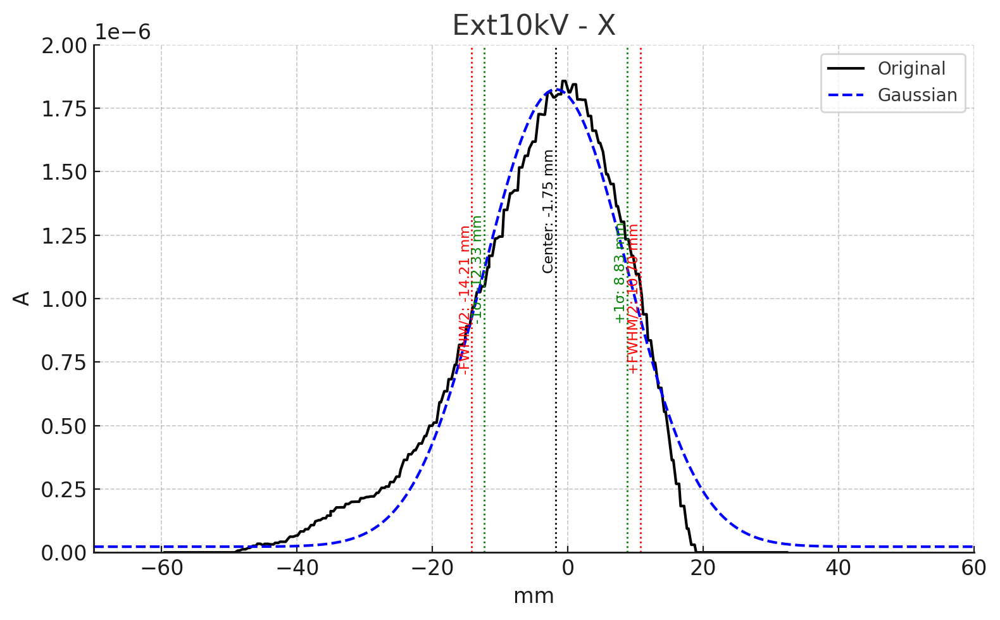 Ext10kV - X
1e−6
2.00
1.75
1.50
1.25
1.00
0.75
0.50
0.25
0.00
A
Original
Gaussian
-FWHM/2: -14.21 mm
-1σ: -12.33 mm
Center: -1.75 mm
+1σ: 8.83 mm
+FWHM/2: 10.70 mm
−60
−40
−20
0
20
40
60
mm